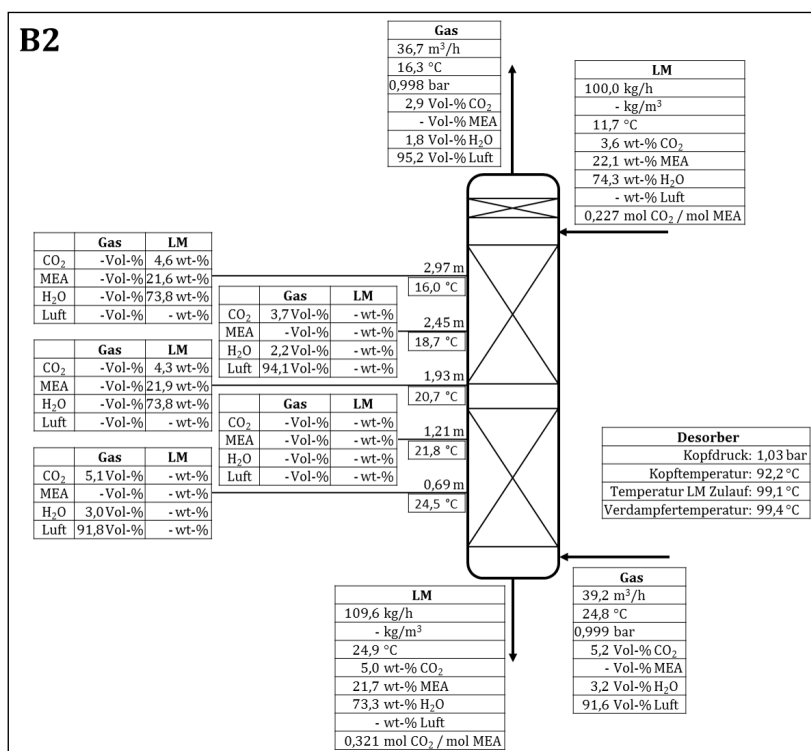 B2
Gas
36,7 m³/h
16,3 °C
0,998 bar
2,9 Vol-% CO₂
- Vol-% MEA
1,8 Vol-% H₂O
95,2 Vol-% Luft
LM
100,0 kg/h
- kg/m³
11,7 °C
3,6 wt-% CO₂
22,1 wt-% MEA
74,3 wt-% H₂O
- wt-% Luft
0,227 mol CO₂ / mol MEA
Gas LM
CO₂ -Vol-% 4,6 wt-%
MEA -Vol-% 21,6 wt-%
H₂O -Vol-% 73,8 wt-%
Luft -Vol-% - wt-%
2,97 m
16,0 °C
Gas LM
CO₂ 3,7 Vol-% - wt-%
MEA -Vol-% - wt-%
H₂O 2,2 Vol-% - wt-%
Luft 94,1 Vol-% - wt-%
2,45 m
18,7 °C
Gas LM
CO₂ -Vol-% 4,3 wt-%
MEA -Vol-% 21,9 wt-%
H₂O -Vol-% 73,8 wt-%
Luft -Vol-% - wt-%
1,93 m
20,7 °C
Gas LM
CO₂ -Vol-% - wt-%
MEA -Vol-% - wt-%
H₂O -Vol-% - wt-%
Luft -Vol-% - wt-%
1,21 m
21,8 °C
Gas LM
CO₂ 5,1 Vol-% - wt-%
MEA -Vol-% - wt-%
H₂O 3,0 Vol-% - wt-%
Luft 91,8 Vol-% - wt-%
0,69 m
24,5 °C
Desorber
Kopfdruck: 1,03 bar
Kopftemperatur: 92,2 °C
Temperatur LM Zulauf: 99,1 °C
Verdampfertemperatur: 99,4 °C
LM
109,6 kg/h
- kg/m³
24,9 °C
5,0 wt-% CO₂
21,7 wt-% MEA
73,3 wt-% H₂O
- wt-% Luft
0,321 mol CO₂ / mol MEA
Gas
39,2 m³/h
24,8 °C
0,999 bar
5,2 Vol-% CO₂
- Vol-% MEA
3,2 Vol-% H₂O
91,6 Vol-% Luft